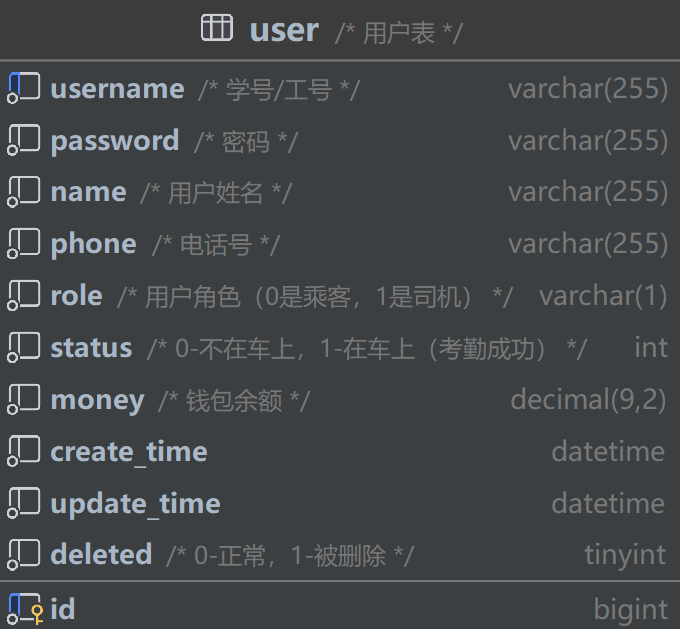 user /* 用户表 */
username /* 学号/工号 */ varchar(255)
password /* 密码 */ varchar(255)
name /* 用户姓名 */ varchar(255)
phone /* 电话号 */ varchar(255)
role /* 用户角色（0是乘客，1是司机） */ varchar(1)
status /* 0-不在车上，1-在车上（考勤成功） */ int
money /* 钱包余额 */ decimal(9,2)
create_time datetime
update_time datetime
deleted /* 0-正常，1-被删除 */ tinyint
id bigint